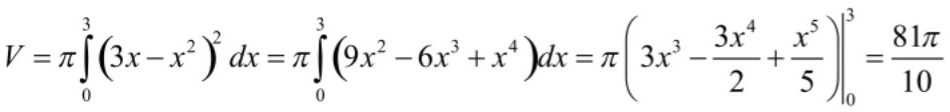 V = π∫₀³(3x − x²)² dx = π∫₀³(9x² − 6x³ + x⁴)dx = π(3x³ − 3x⁴/2 + x⁵/5)|₀³ = 81π/10